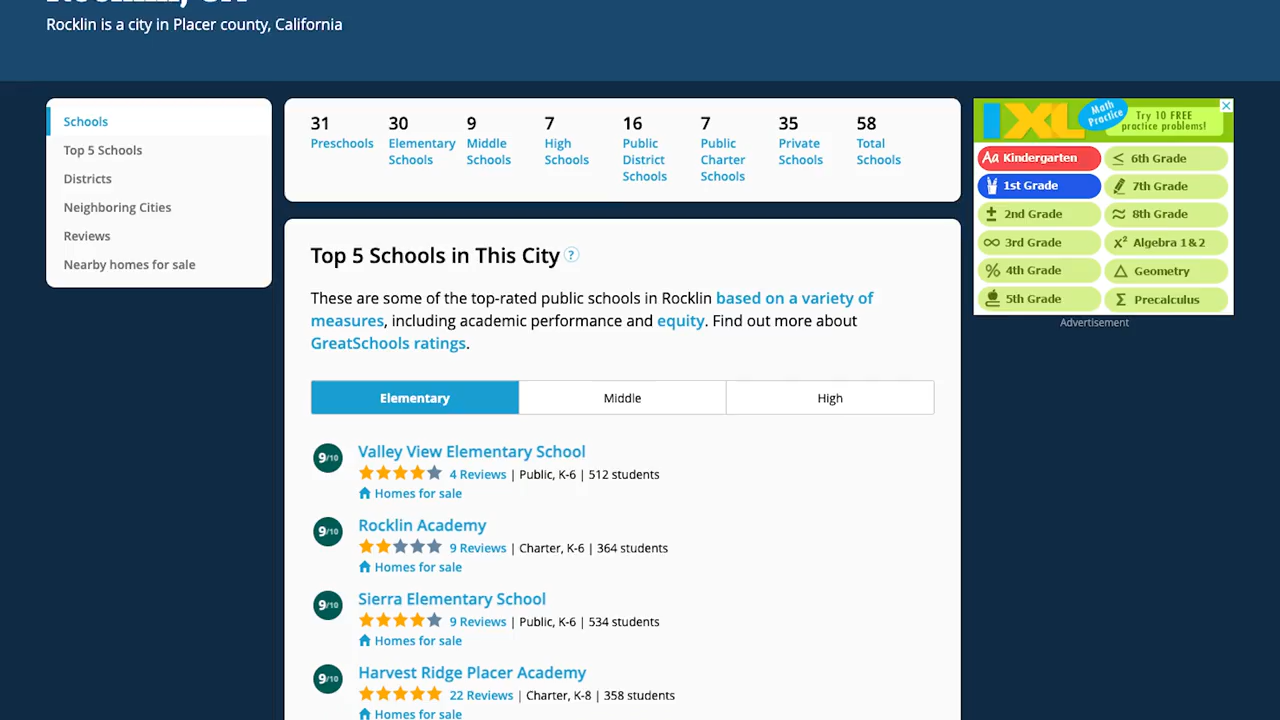 Rocklin is a city in Placer county, California
Schools
Top 5 Schools
Districts
Neighboring Cities
Reviews
Nearby homes for sale
31 30 9 7 16 7 35 58
Preschools Elementary Middle High Public Public Private Total
Schools Schools Schools District Charter Schools Schools
Schools Schools
Top 5 Schools in This City ?
These are some of the top-rated public schools in Rocklin based on a variety of
measures, including academic performance and equity. Find out more about
GreatSchools ratings.
Elementary Middle High
9/10 Valley View Elementary School
4 Reviews | Public, K-6 | 512 students
Homes for sale
9/10 Rocklin Academy
9 Reviews | Charter, K-6 | 364 students
Homes for sale
9/10 Sierra Elementary School
9 Reviews | Public, K-6 | 534 students
Homes for sale
9/10 Harvest Ridge Placer Academy
22 Reviews | Charter, K-8 | 358 students
Homes for sale
IXL Math Practice
Try 10 FREE
practice problems!
Aa Kindergarten ≤ 6th Grade
1st Grade 7th Grade
± 2nd Grade ≈ 8th Grade
∞ 3rd Grade x² Algebra 1&2
% 4th Grade △ Geometry
5th Grade Σ Precalculus
Advertisement